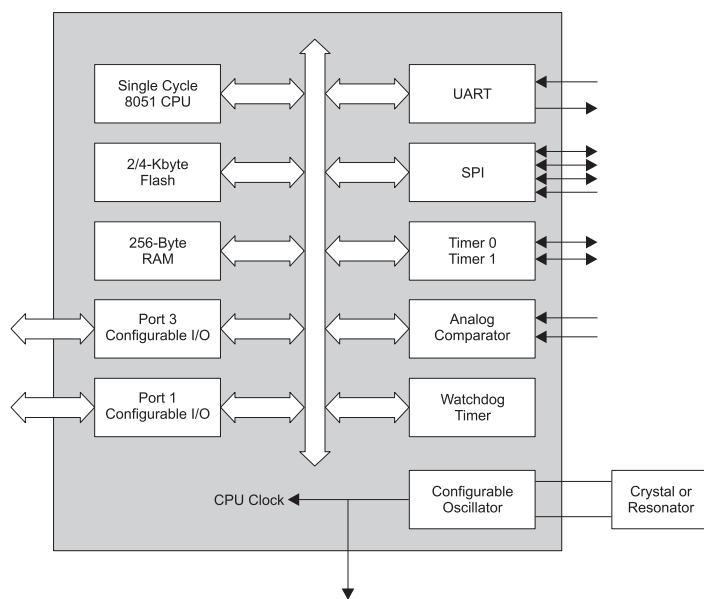 Single Cycle
8051 CPU
UART
2/4-Kbyte
Flash
SPI
256-Byte
RAM
Timer 0
Timer 1
Port 3
Configurable I/O
Analog
Comparator
Port 1
Configurable I/O
Watchdog
Timer
CPU Clock
Configurable
Oscillator
Crystal or
Resonator